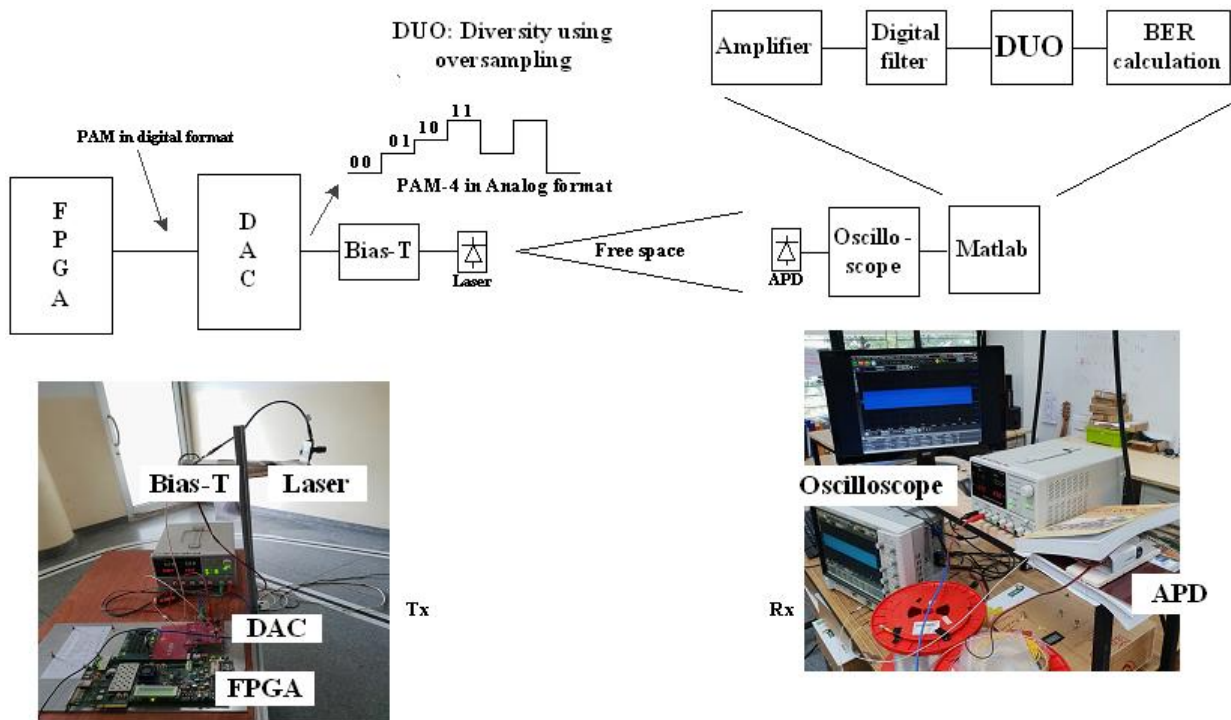 DUO: Diversity using
oversampling
Amplifier
Digital
filter
DUO
BER
calculation
PAM in digital format
00
01
10
11
PAM-4 in Analog format
F
P
G
A
D
A
C
Bias-T
Laser
Free space
APD
Oscillo -
scope
Matlab
Bias-T
Laser
DAC
FPGA
Tx
Rx
Oscilloscope
APD